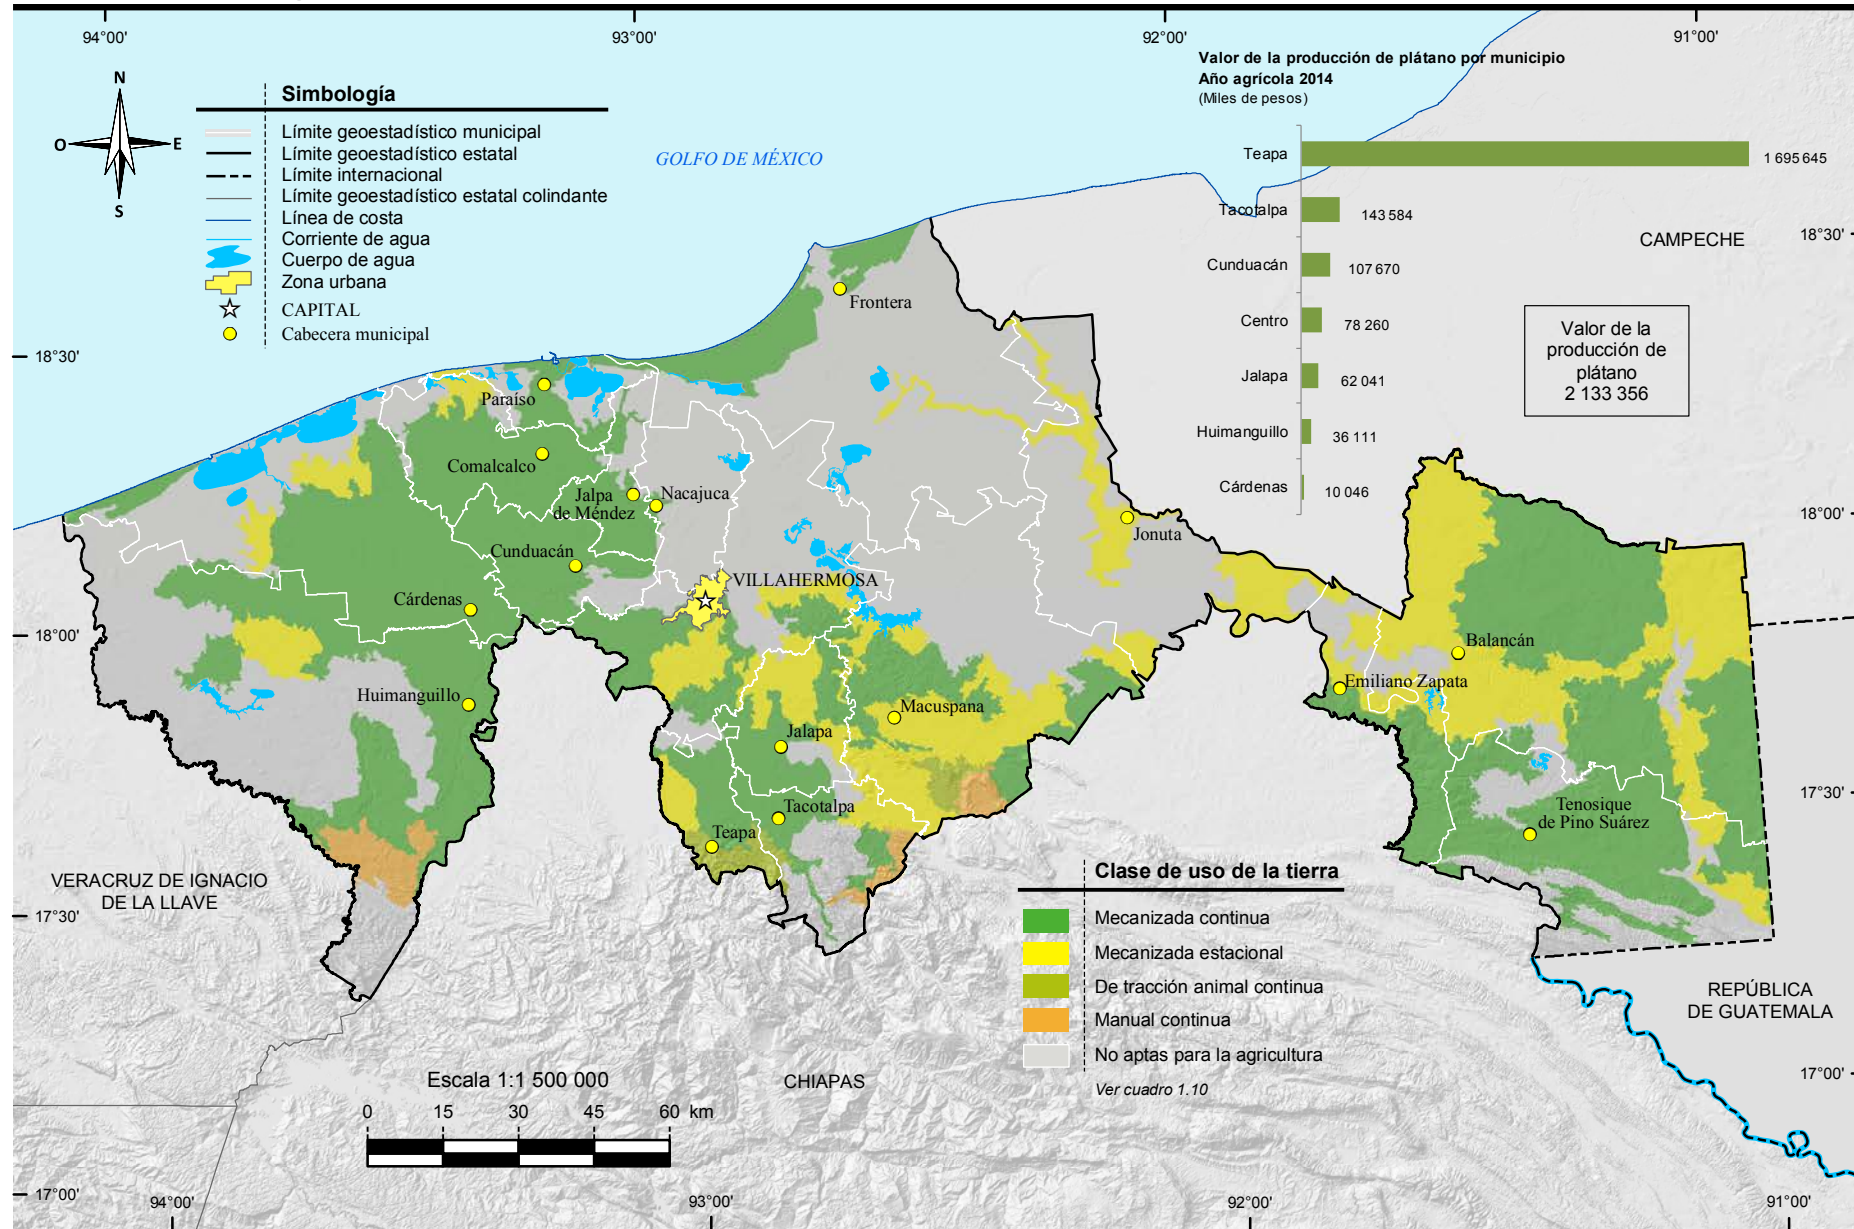 94°00'
93°00'
92°00'
91°00'
N
O
E
S
Simbología
Límite geoestadístico municipal
Límite geoestadístico estatal
Límite internacional
Límite geoestadístico estatal colindante
Línea de costa
Corriente de agua
Cuerpo de agua
Zona urbana
CAPITAL
Cabecera municipal
GOLFO DE MÉXICO
Valor de la producción de plátano por municipio
Año agrícola 2014
(Miles de pesos)
Teapa 1 695 645
Tacotalpa 143 584
Cunduacán 107 670
Centro 78 260
Jalapa 62 041
Huimanguillo 36 111
Cárdenas 10 046
CAMPECHE
18°30'
Valor de la
producción de
plátano
2 133 356
18°30'
Frontera
Paraíso
Comalcalco
Jalpa
de Méndez
Nacajuca
Cunduacán
Jonuta
18°00'
VILLAHERMOSA
Cárdenas
18°00'
Balancán
Emiliano Zapata
Huimanguillo
Macuspana
Jalapa
17°30'
Tacotalpa
Teapa
Tenosique
de Pino Suárez
VERACRUZ DE IGNACIO
DE LA LLAVE
17°30'
Clase de uso de la tierra
Mecanizada continua
Mecanizada estacional
De tracción animal continua
Manual continua
No aptas para la agricultura
Ver cuadro 1.10
REPÚBLICA
DE GUATEMALA
CHIAPAS
17°00'
Escala 1:1 500 000
0 15 30 45 60 km
17°00'
94°00'
93°00'
92°00'
91°00'